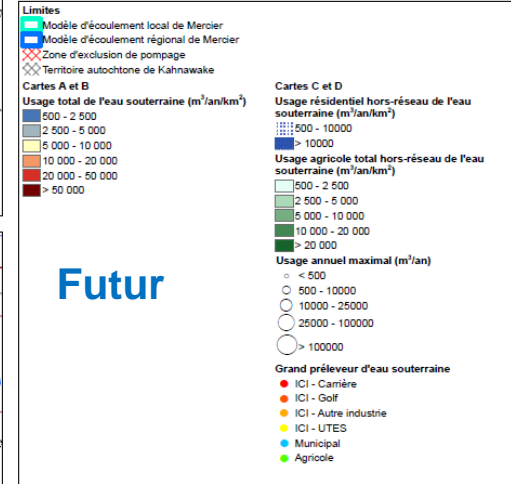 Limites
Modèle d'écoulement local de Mercier
Modèle d'écoulement régional de Mercier
Zone d'exclusion de pompage
Territoire autochtone de Kahnawake
Cartes A et B
Usage total de l'eau souterraine (m³/an/km²)
500 - 2 500
2 500 - 5 000
5 000 - 10 000
10 000 - 20 000
20 000 - 50 000
> 50 000
Futur
Cartes C et D
Usage résidentiel hors-réseau de l'eau
souterraine (m³/an/km²)
500 - 10000
> 10000
Usage agricole total hors-réseau de l'eau
souterraine (m³/an/km²)
500 - 2 500
2 500 - 5 000
5 000 - 10 000
10 000 - 20 000
> 20 000
Usage annuel maximal (m³/an)
< 500
500 - 10000
10000 - 25000
25000 - 100000
> 100000
Grand préleveur d'eau souterraine
ICI - Carrière
ICI - Golf
ICI - Autre industrie
ICI - UTES
Municipal
Agricole